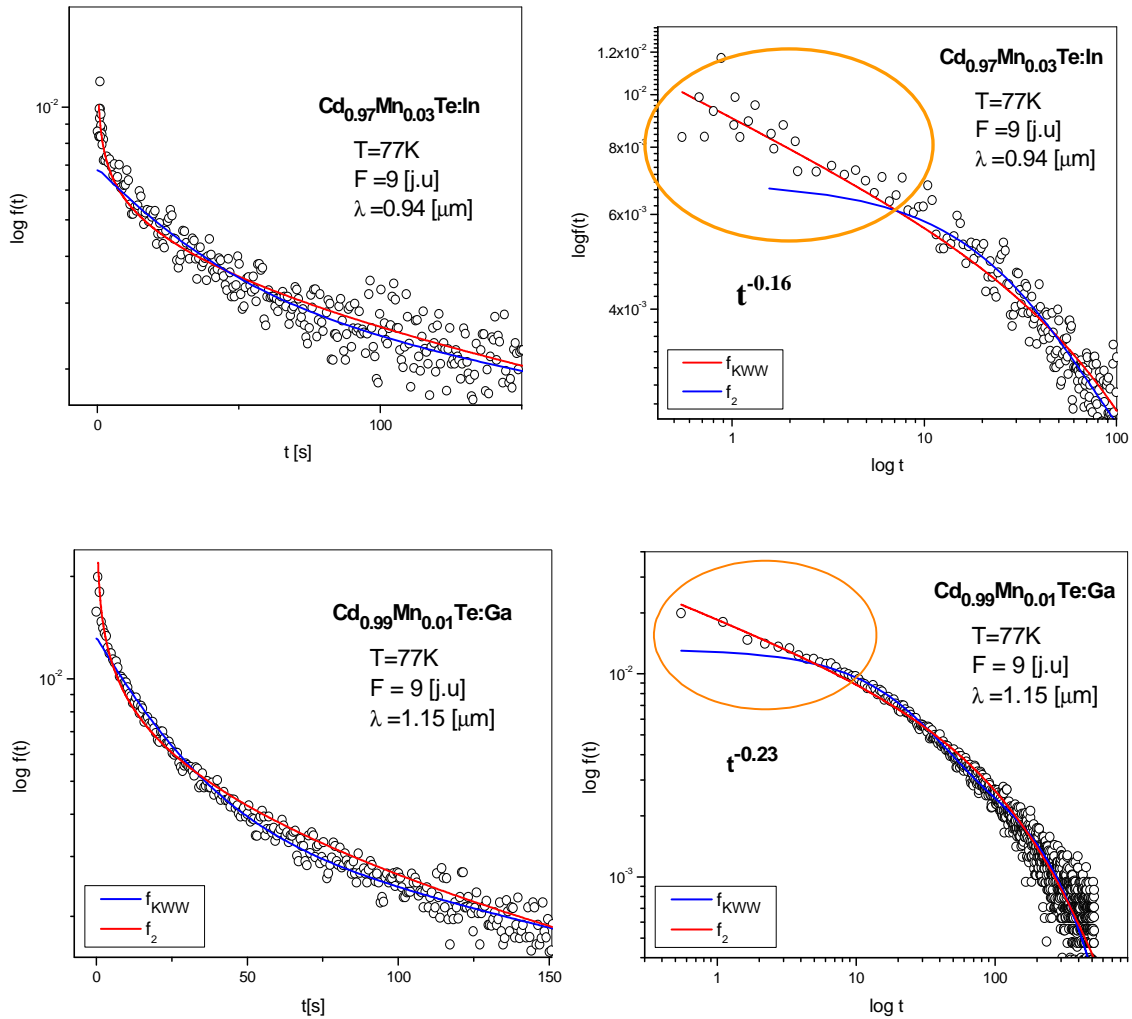 10⁻²
log f(t)
Cd₀.₉₇Mn₀.₀₃Te:In
T=77K
F =9 [j.u]
λ =0.94 [μm]
0
100
t [s]
1.2x10⁻²
10⁻²
8x10⁻³
6x10⁻³
4x10⁻³
logf(t)
Cd₀.₉₇Mn₀.₀₃Te:In
T=77K
F = 9 [j.u]
λ =0.94 [μm]
t⁻⁰·¹⁶
f_KWW
f₂
1
10
100
log t
10⁻²
log f(t)
Cd₀.₉₉Mn₀.₀₁Te:Ga
T=77K
F = 9 [j.u]
λ =1.15 [μm]
f_KWW
f₂
0
50
100
150
t[s]
10⁻²
10⁻³
log f(t)
Cd₀.₉₉Mn₀.₀₁Te:Ga
T=77K
F = 9 [j.u]
λ =1.15 [μm]
t⁻⁰·²³
f_KWW
f₂
1
10
100
log t